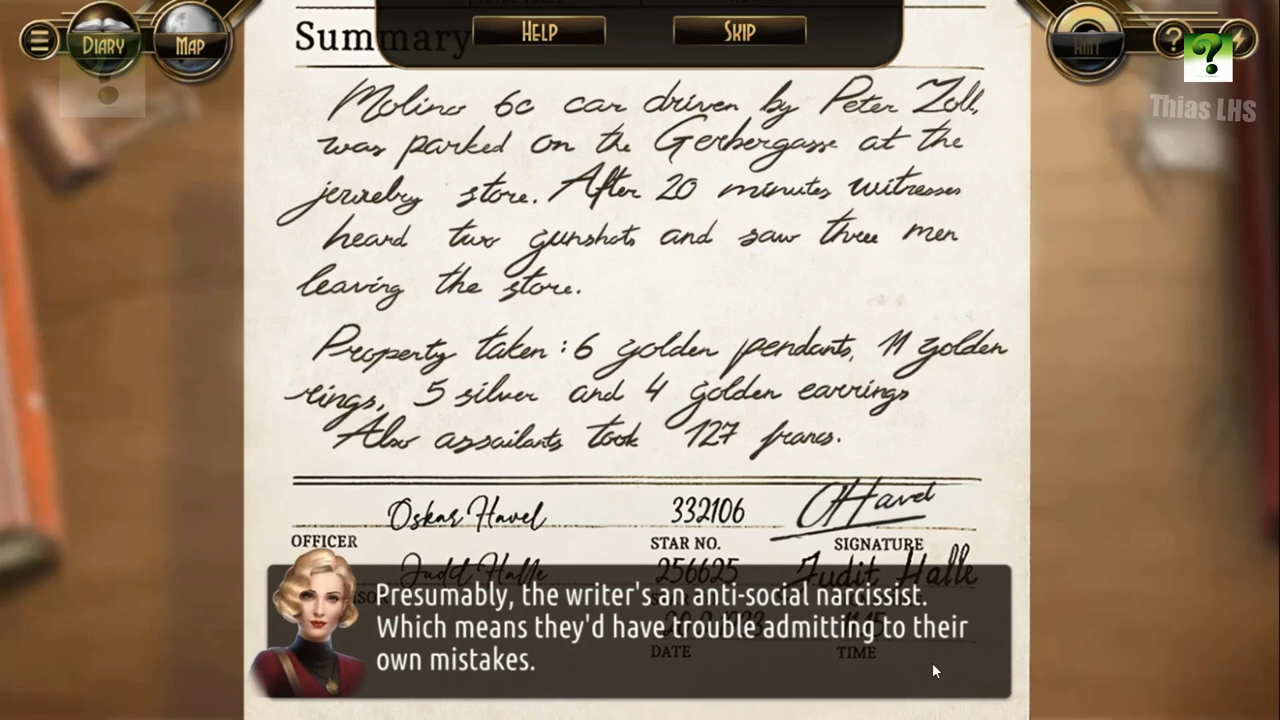 DIARY
MAP
HELP
SKIP
HINT
Thias LHS
Summary
Molino 6c car driven by Peter Zoll,
was parked on the Gerbergasse at the
jewelry store. After 20 minutes witnesses
heard two gunshots and saw three men
leaving the store.
Property taken: 6 golden pendants, 11 golden
rings, 5 silver and 4 golden earrings
Also assailants took 127 francs.
Oskar Havel 332106 OHavel
OFFICER STAR NO. SIGNATURE
Judit Halle 256625 Judit Halle
Presumably, the writer's an anti-social narcissist.
Which means they'd have trouble admitting to their
own mistakes.
DATE TIME